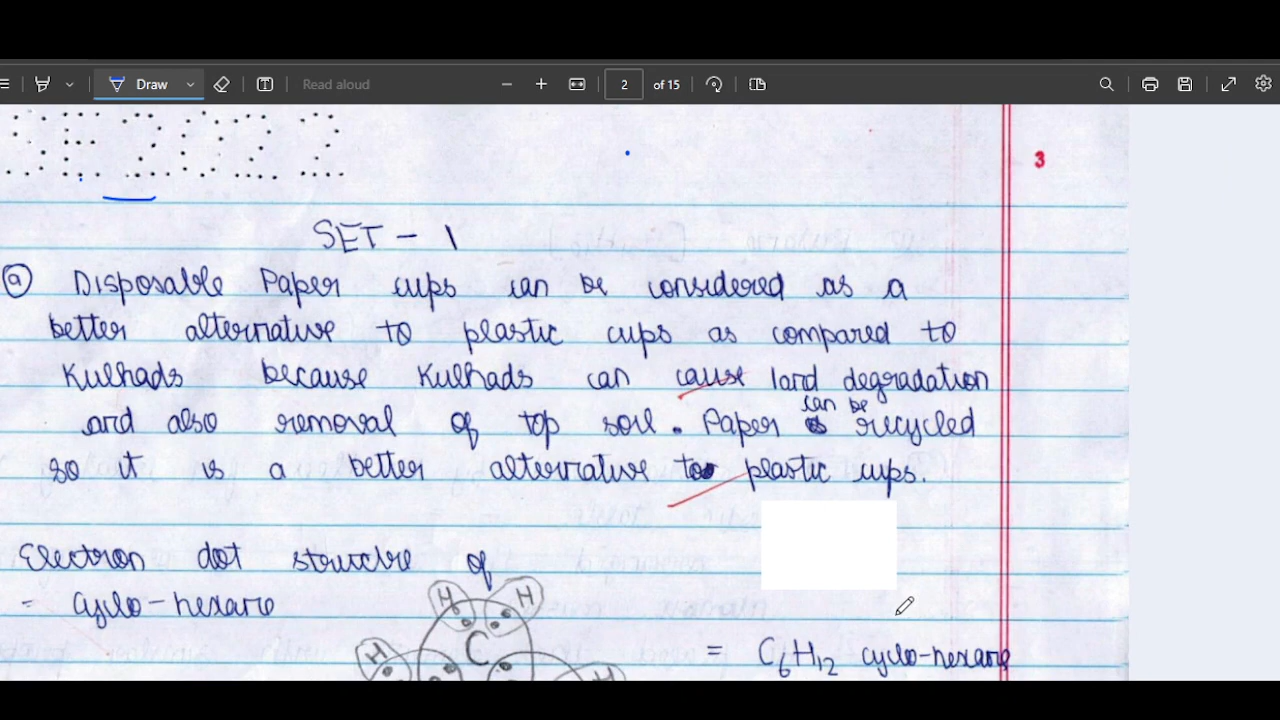 Draw
Read aloud
2 of 15
3
SET - 1
a Disposable Paper cups can be considered as a
better alternative to plastic cups as compared to
Kulhads because Kulhads can cause land degradation
and also removal of top soil. Paper can be recycled
so it is a better alternative to plastic cups.
Electron dot structure of
= Cyclo-hexane
H H
C
H H
= C6H12 cyclo-hexane